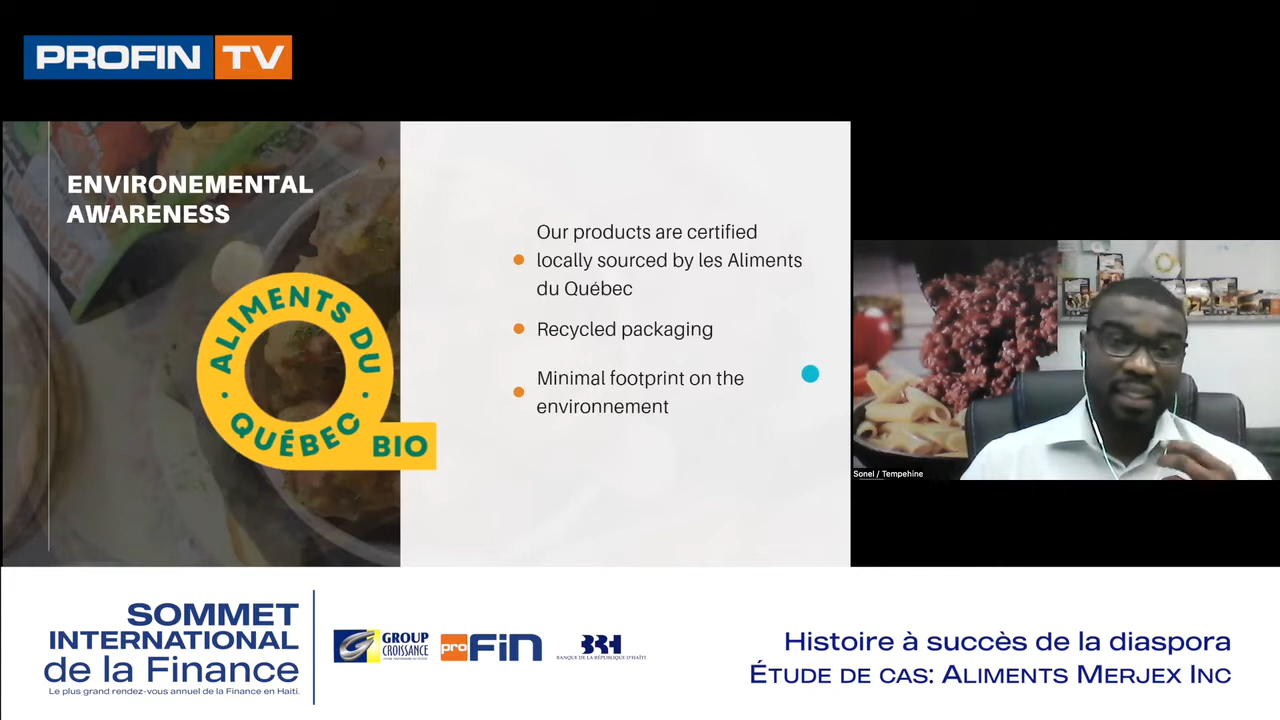 PROFIN TV
ENVIRONEMENTAL
AWARENESS
ALIMENTS DU
QUÉBEC
BIO
Our products are certified
locally sourced by les Aliments
du Québec
Recycled packaging
Minimal footprint on the
environnement
Sonel / Tempehine
SOMMET
INTERNATIONAL
de la Finance
Le plus grand rendez-vous annuel de la Finance en Haiti.
GROUP
CROISSANCE
pro FIN
BRH
BANQUE DE LA RÉPUBLIQUE D'HAÏTI
Histoire à succès de la diaspora
ÉTUDE DE CAS: ALIMENTS MERJEX INC